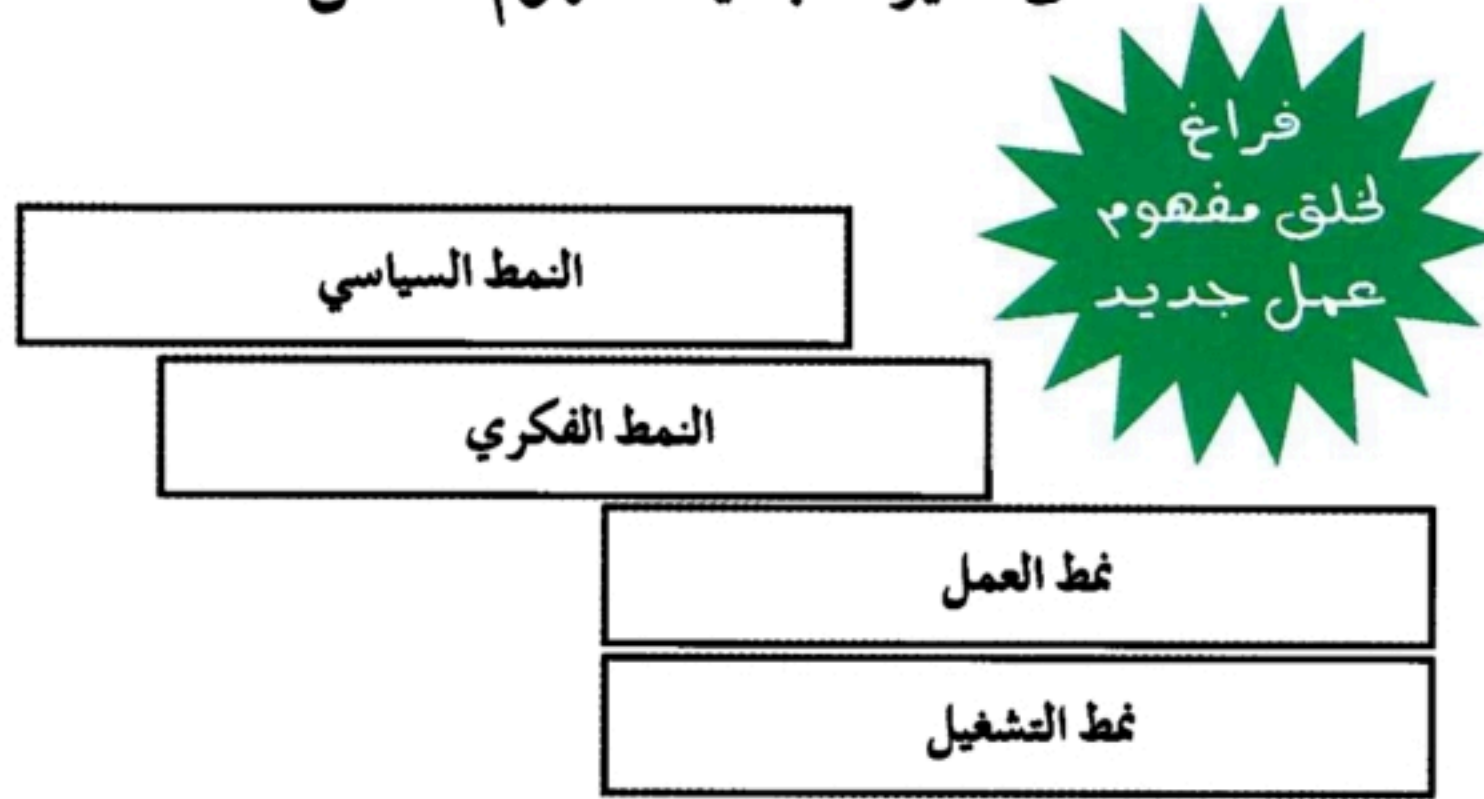 فراغ
لخلق مفهوم
عمل جديد
النمط السياسي
النمط الفكري
نمط العمل
نمط التشغيل